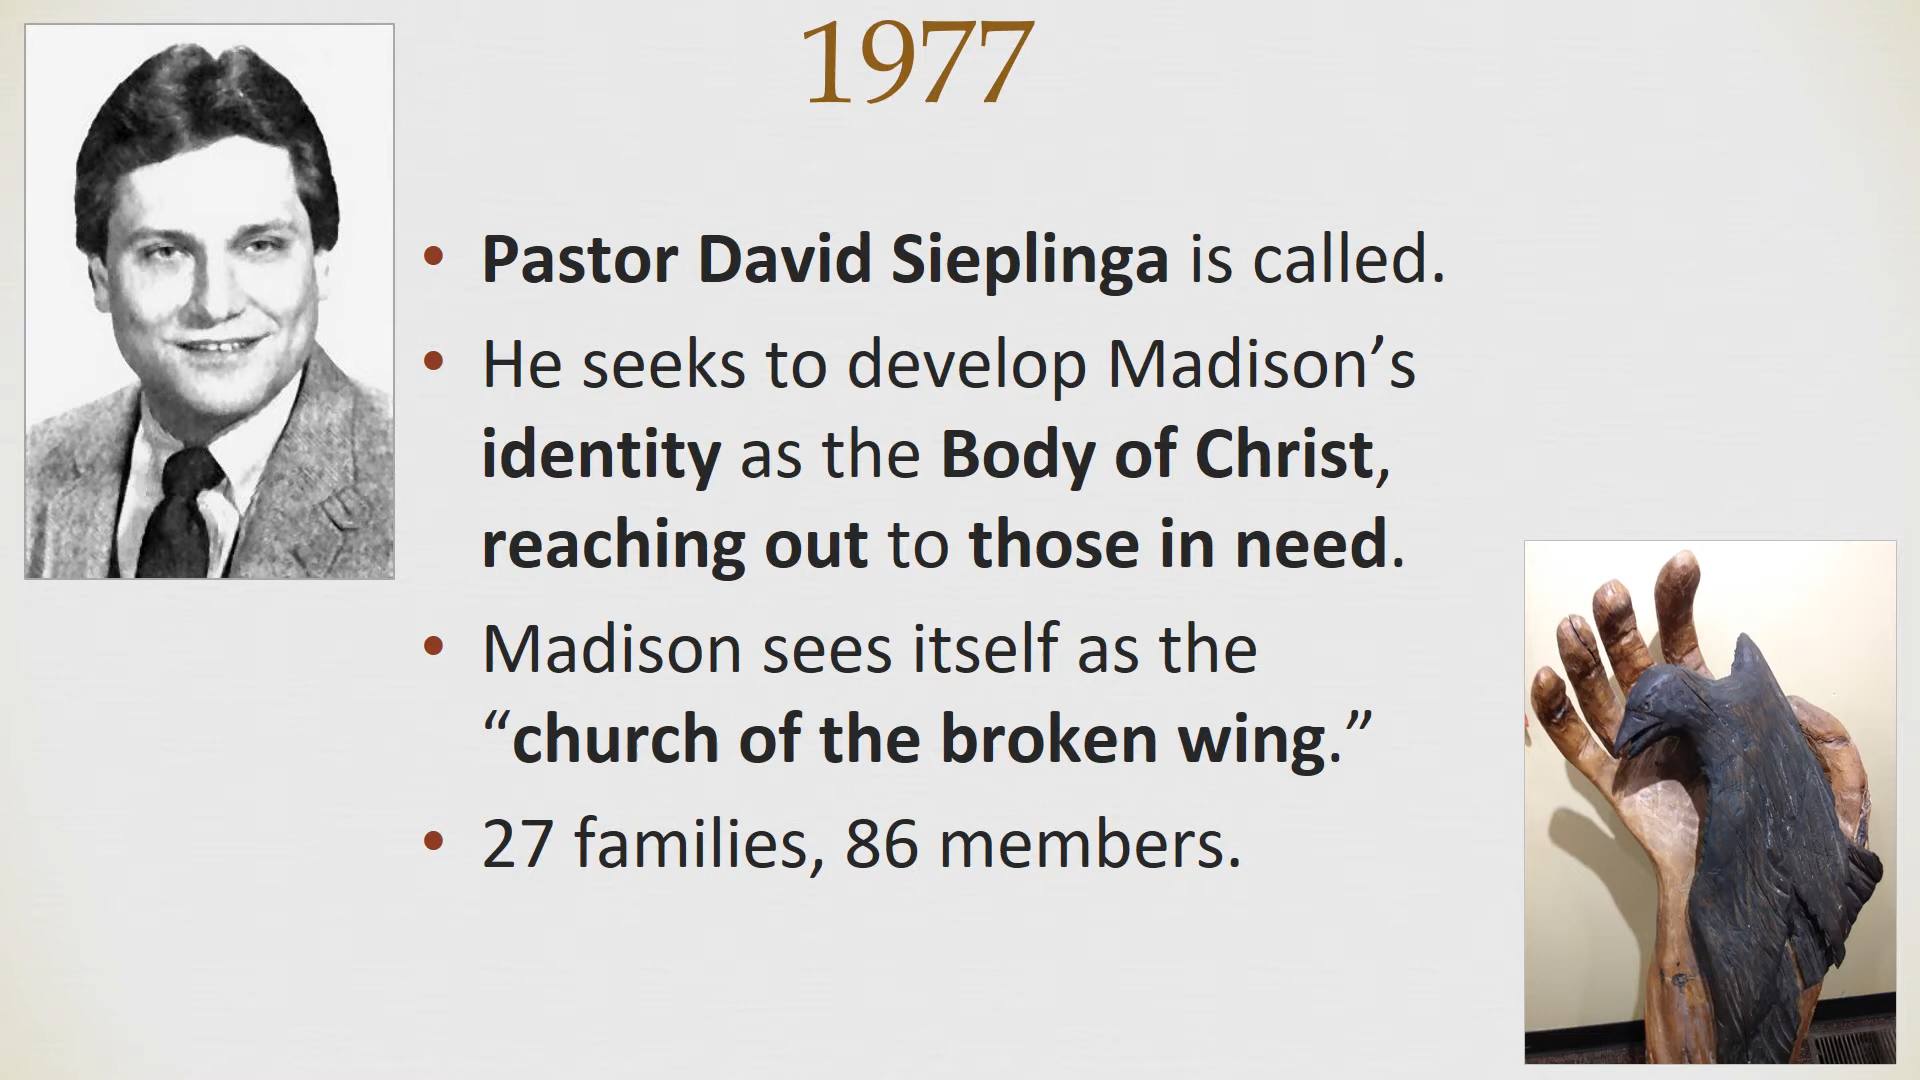 1977
• Pastor David Sieplinga is called.
• He seeks to develop Madison’s
identity as the Body of Christ,
reaching out to those in need.
• Madison sees itself as the
“church of the broken wing.”
• 27 families, 86 members.